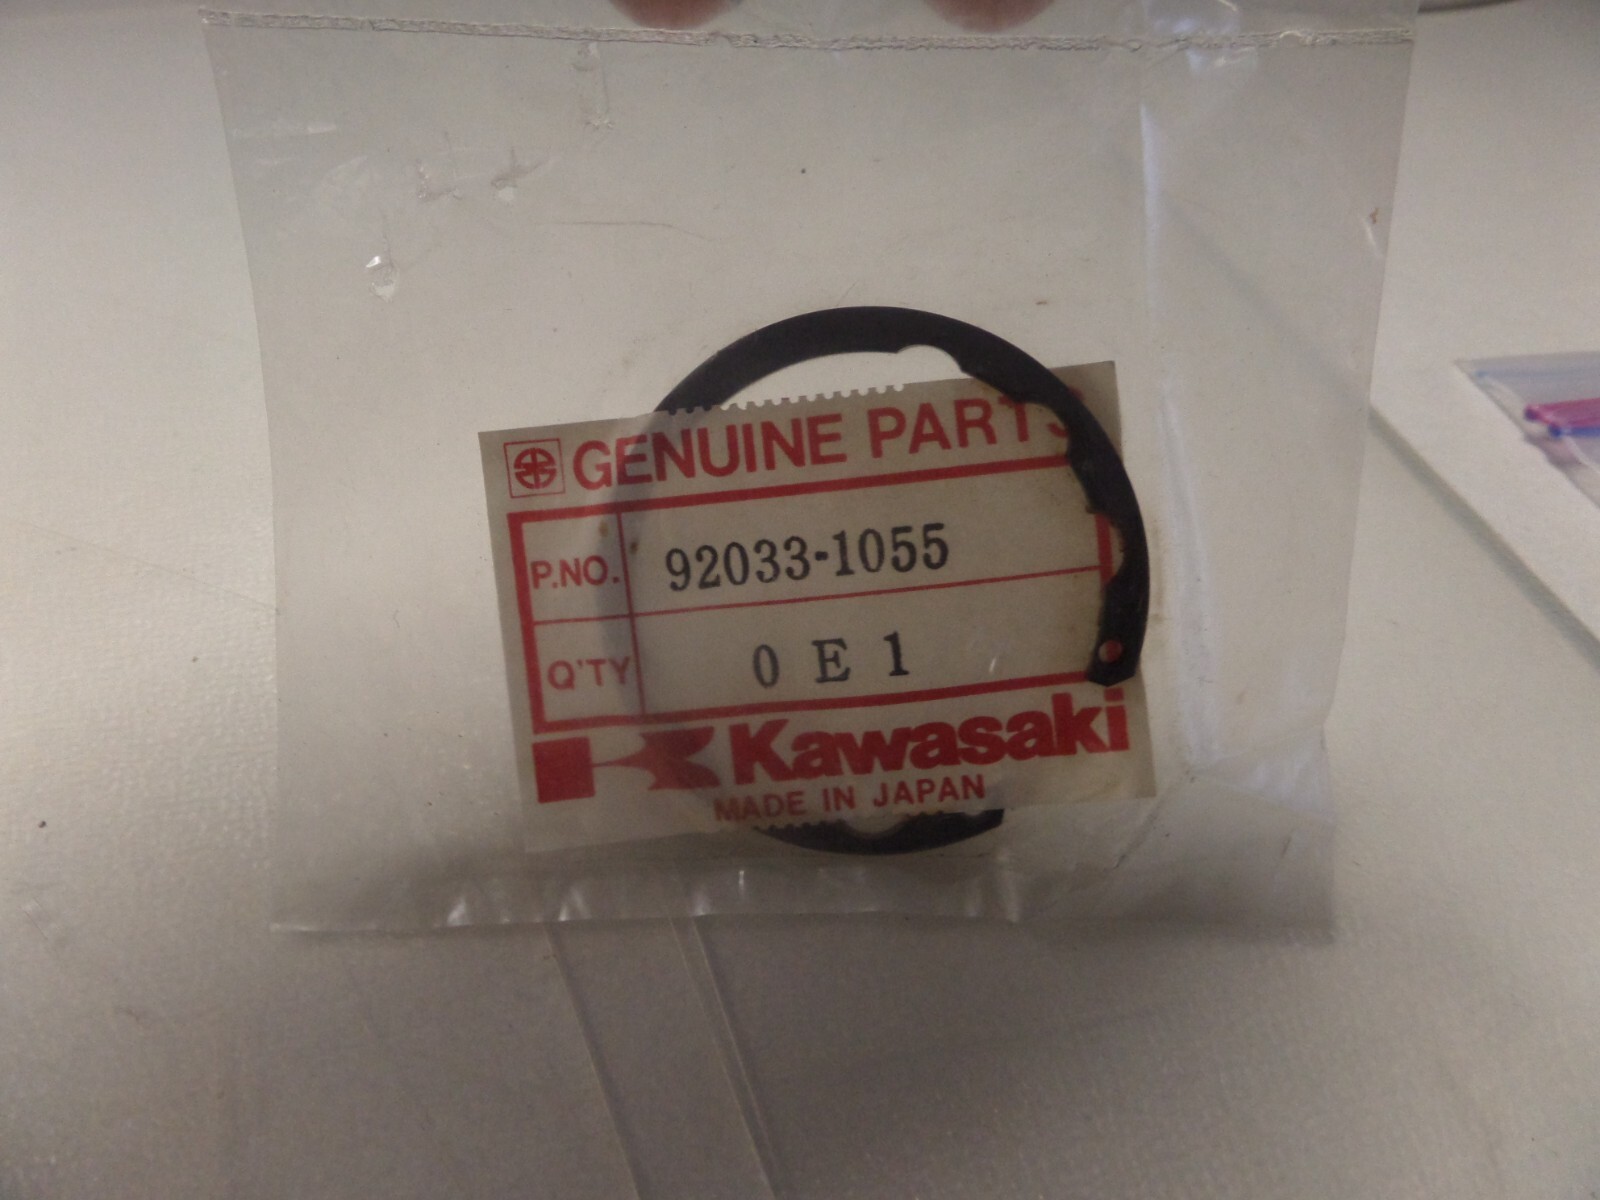 GENUINE PARTS
P.NO. 92033-1055
Q'TY 0 E 1
Kawasaki
MADE IN JAPAN